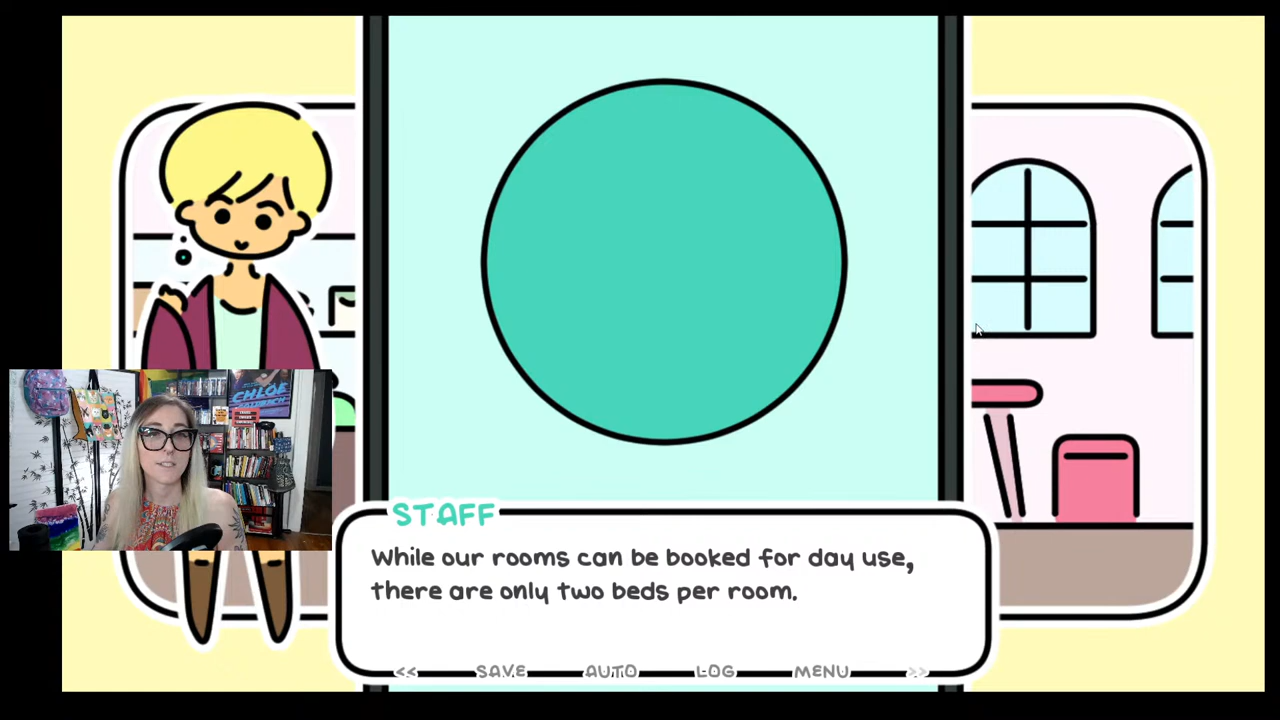 CHLOE
STAFF
While our rooms can be booked for day use,
there are only two beds per room.
<<
SAVE
AUTO
LOG
MENU
>>